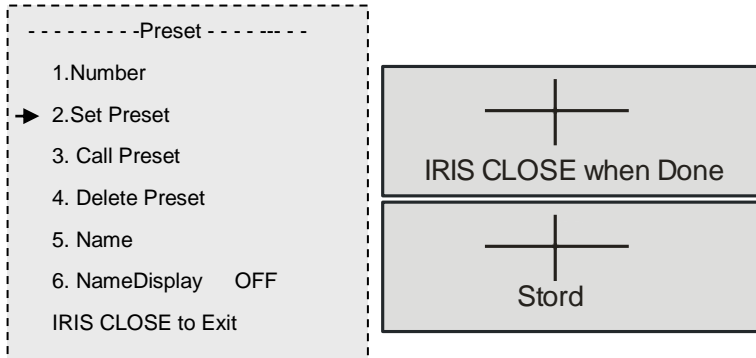 - - - - - - - - -Preset - - - - --- - -
1.Number
2.Set Preset
3. Call Preset
4. Delete Preset
5. Name
6. NameDisplay OFF
IRIS CLOSE to Exit
IRIS CLOSE when Done
Stord